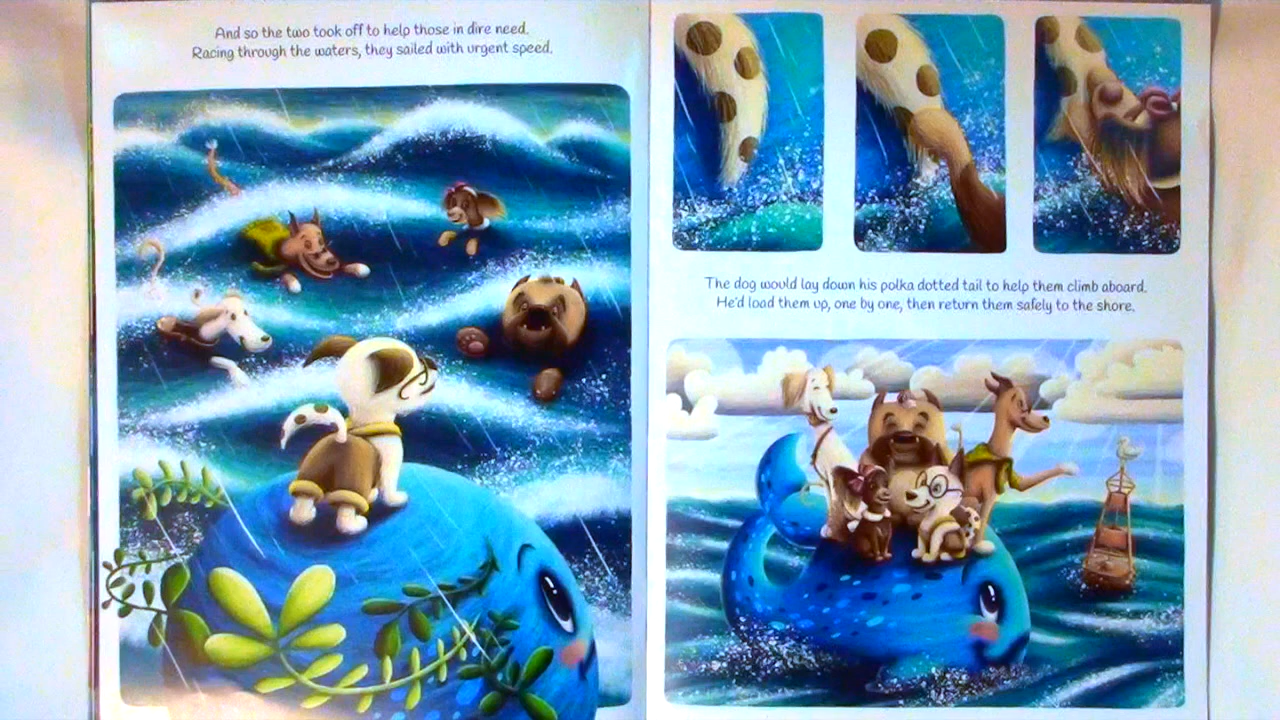 And so the two took off to help those in dire need.
Racing through the waters, they sailed with urgent speed.
The dog would lay down his polka dotted tail to help them climb aboard.
He'd load them up, one by one, then return them safely to the shore.